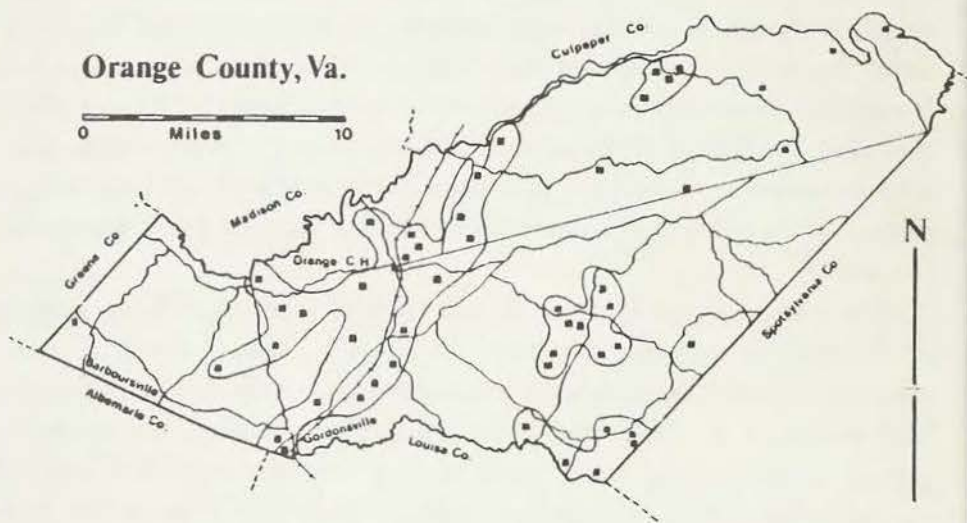 Culpeper Co.
Orange County, Va.
0 Miles 10
Madison Co.
N
Greene Co.
Orange C H
Spotsylvania Co
Barboursville
Albemarle Co.
Gordonsville
Louisa Co.